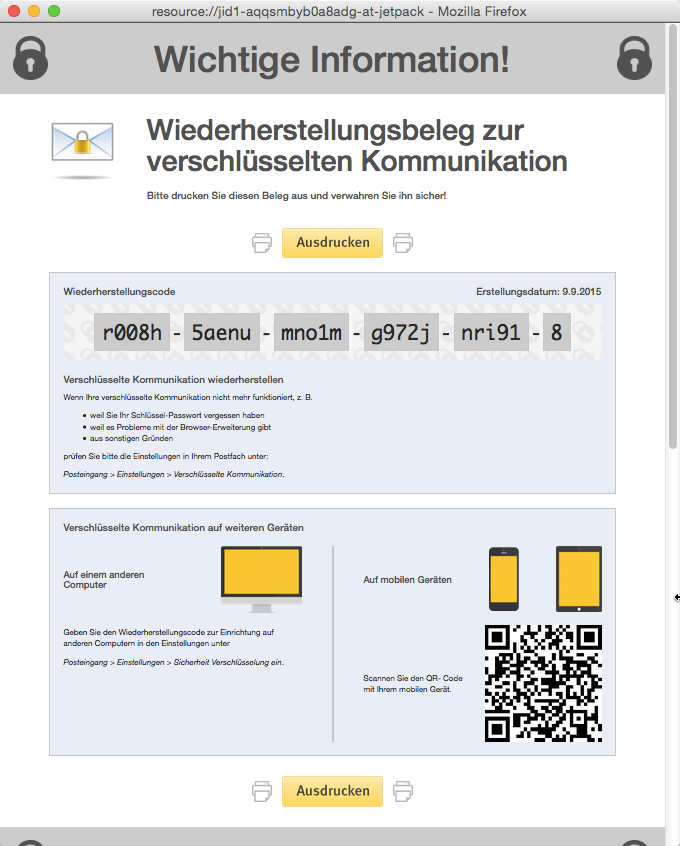 resource://jid1-aqqsmbyb0a8adg-at-jetpack - Mozilla Firefox
Wichtige Information!
Wiederherstellungsbeleg zur
verschlüsselten Kommunikation
Bitte drucken Sie diesen Beleg aus und verwahren Sie ihn sicher!
Ausdrucken
Wiederherstellungscode
Erstellungsdatum: 9.9.2015
r008h - 5aenu - mno1m - g972j - nri91 - 8
Verschlüsselte Kommunikation wiederherstellen
Wenn Ihre verschlüsselte Kommunikation nicht mehr funktioniert, z. B.
• weil Sie Ihr Schlüssel-Passwort vergessen haben
• weil es Probleme mit der Browser-Erweiterung gibt
• aus sonstigen Gründen
prüfen Sie bitte die Einstellungen in Ihrem Postfach unter:
Posteingang > Einstellungen > Verschlüsselte Kommunikation.
Verschlüsselte Kommunikation auf weiteren Geräten
Auf einem anderen
Computer
Geben Sie den Wiederherstellungscode zur Einrichtung auf
anderen Computern in den Einstellungen unter
Posteingang > Einstellungen > Sicherheit Verschlüsselung ein.
Auf mobilen Geräten
Scannen Sie den QR- Code
mit Ihrem mobilen Gerät.
Ausdrucken